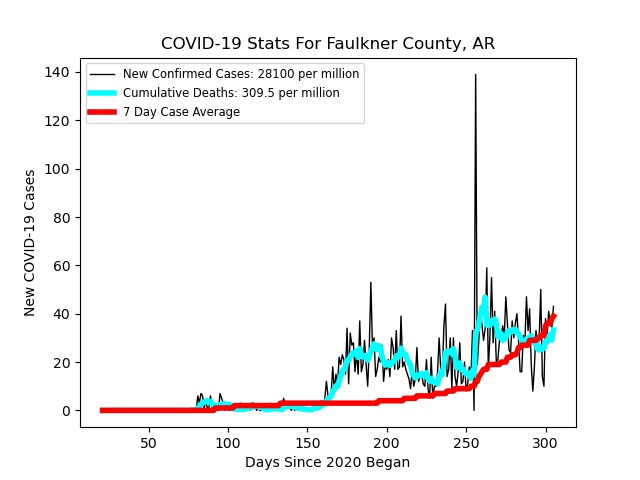 COVID-19 Stats For Faulkner County, AR
New Confirmed Cases: 28100 per million
Cumulative Deaths: 309.5 per million
7 Day Case Average
New COVID-19 Cases
140
120
100
80
60
40
20
0
50 100 150 200 250 300
Days Since 2020 Began